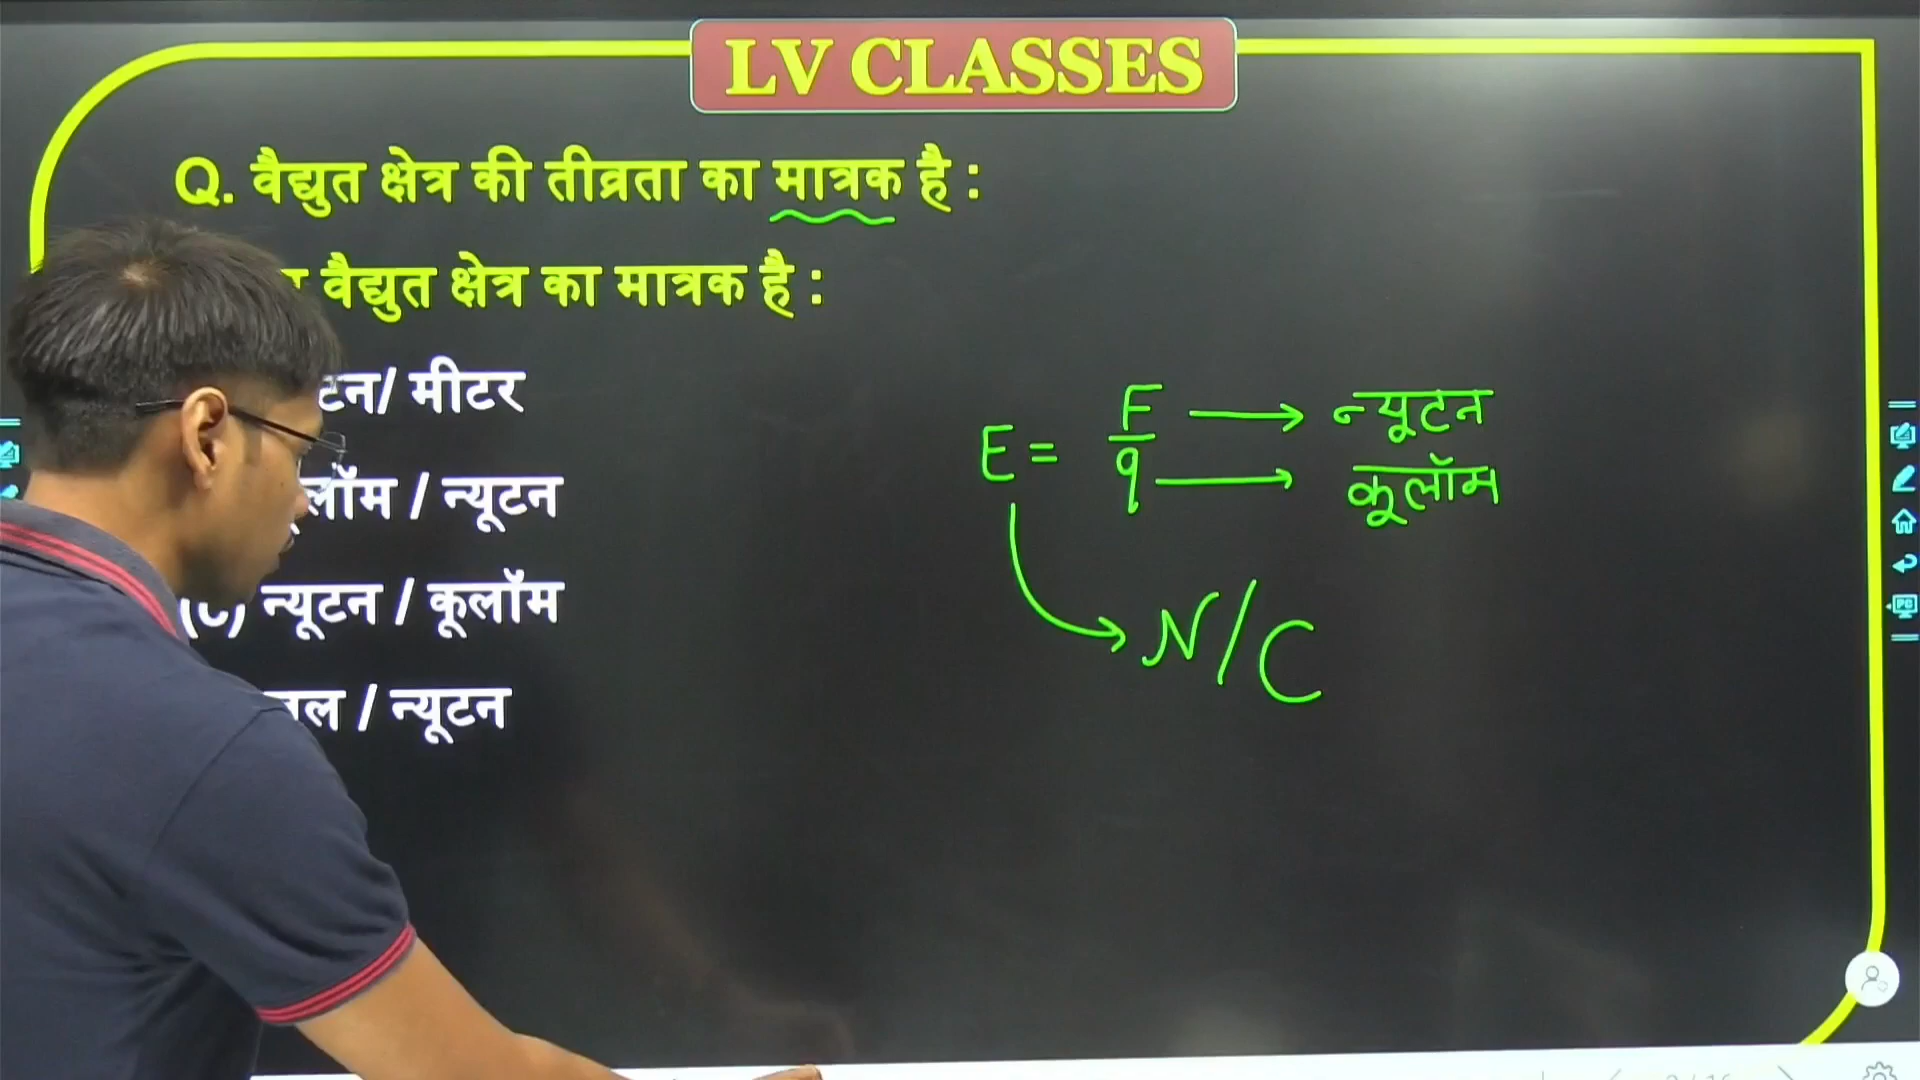 LV CLASSES
Q. वैद्युत क्षेत्र की तीव्रता का मात्रक है :
वैद्युत क्षेत्र का मात्रक है :
/ मीटर
/ न्यूटन
(C) न्यूटन / कूलॉम
/ न्यूटन
E = F/q
F → न्यूटन
q → कूलॉम
N/C